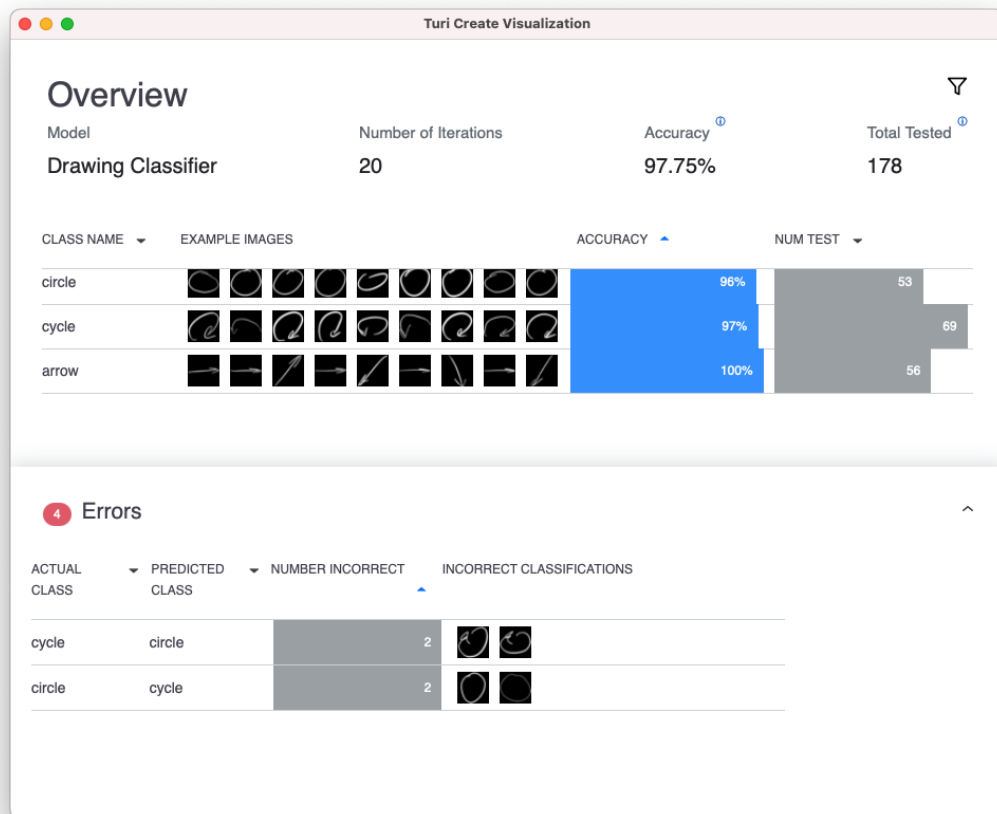 Turi Create Visualization
Overview
Model Number of Iterations Accuracy Total Tested
Drawing Classifier 20 97.75% 178
CLASS NAME EXAMPLE IMAGES ACCURACY NUM TEST
circle 96% 53
cycle 97% 69
arrow 100% 56
4 Errors
ACTUAL PREDICTED NUMBER INCORRECT INCORRECT CLASSIFICATIONS
CLASS CLASS
cycle circle 2
circle cycle 2